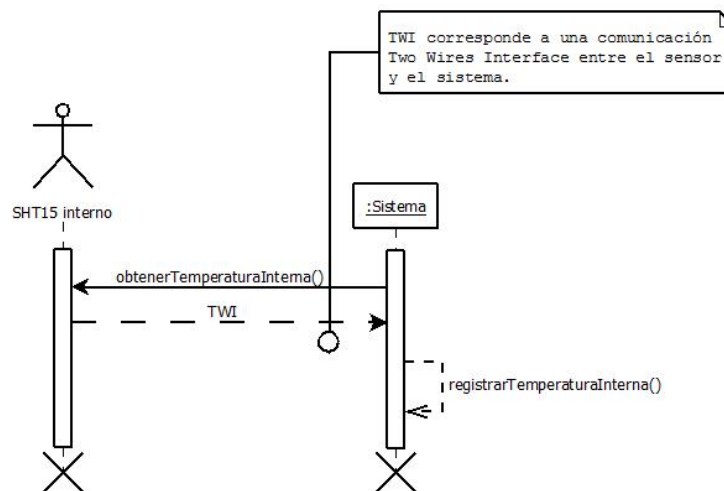 TWI corresponde a una comunicación
Two Wires Interface entre el sensor
y el sistema.
SHT15 interno
:Sistema
obtenerTemperaturaInterna()
TWI
registrarTemperaturaInterna()